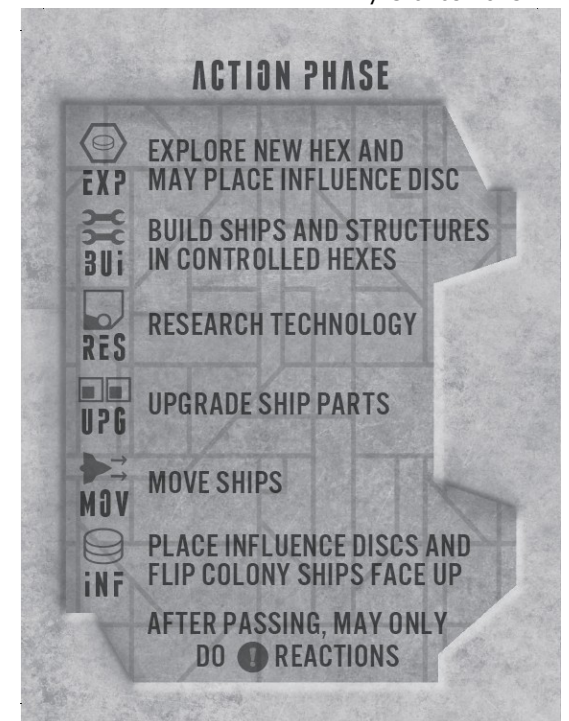 ACTION PHASE
EXPLORE NEW HEX AND
EXP MAY PLACE INFLUENCE DISC
BUILD SHIPS AND STRUCTURES
BUi IN CONTROLLED HEXES
RESEARCH TECHNOLOGY
RES
UPGRADE SHIP PARTS
UPG
MOVE SHIPS
MOV
PLACE INFLUENCE DISCS AND
iNF FLIP COLONY SHIPS FACE UP
AFTER PASSING, MAY ONLY
DO ! REACTIONS